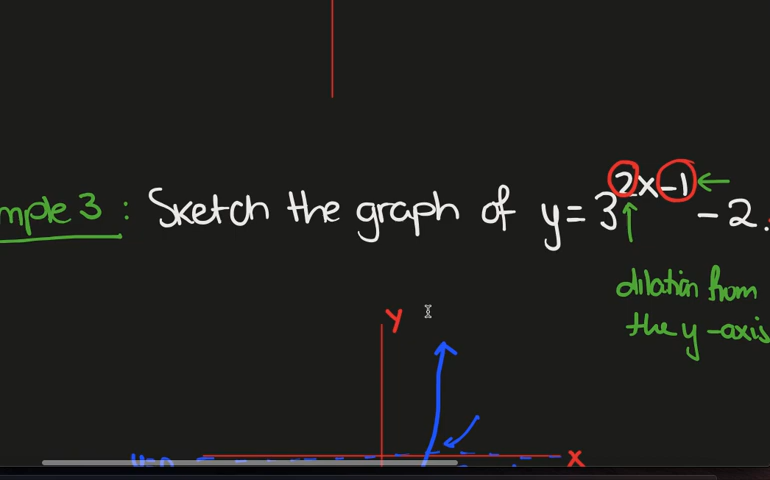 mple 3 : Sketch the graph of y=3^{2x-1} -2.
dilation from
the y-axis
y
x